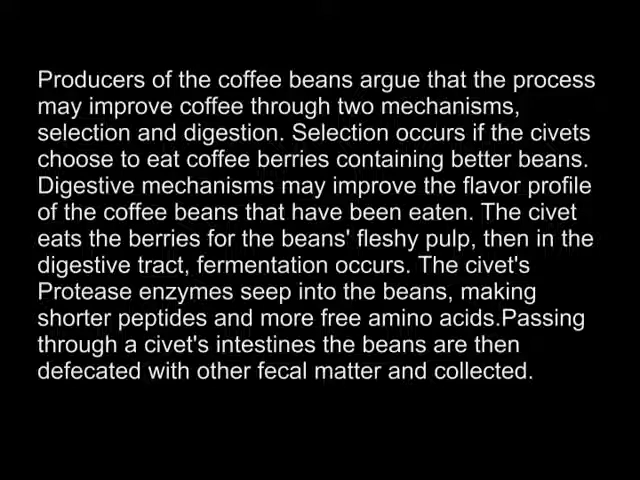 Producers of the coffee beans argue that the process
may improve coffee through two mechanisms,
selection and digestion. Selection occurs if the civets
choose to eat coffee berries containing better beans.
Digestive mechanisms may improve the flavor profile
of the coffee beans that have been eaten. The civet
eats the berries for the beans' fleshy pulp, then in the
digestive tract, fermentation occurs. The civet's
Protease enzymes seep into the beans, making
shorter peptides and more free amino acids.Passing
through a civet's intestines the beans are then
defecated with other fecal matter and collected.